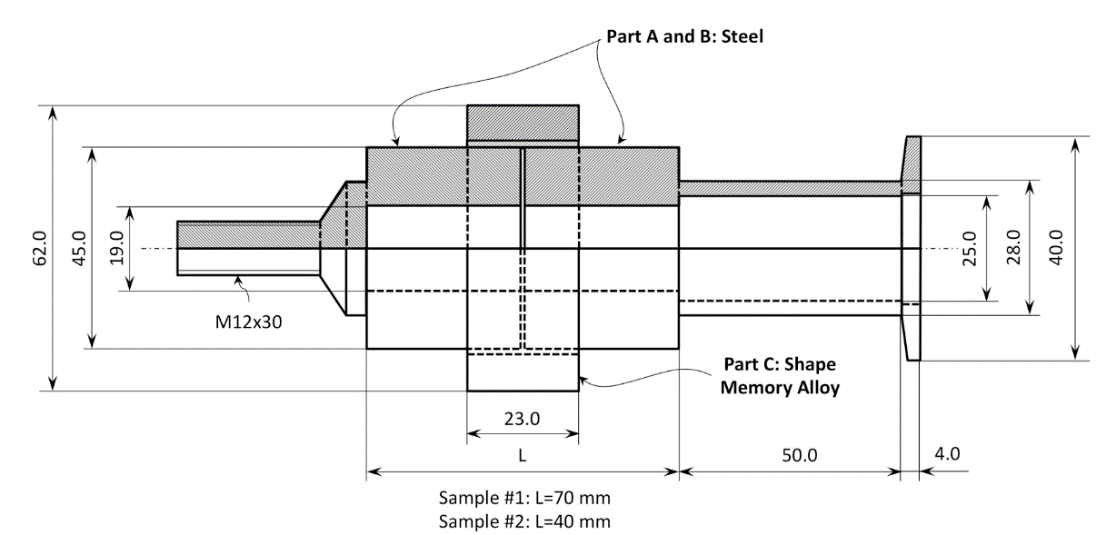 Part A and B: Steel
62.0
45.0
19.0
M12x30
25.0
28.0
40.0
Part C: Shape
Memory Alloy
23.0
L
50.0
4.0
Sample #1: L=70 mm
Sample #2: L=40 mm